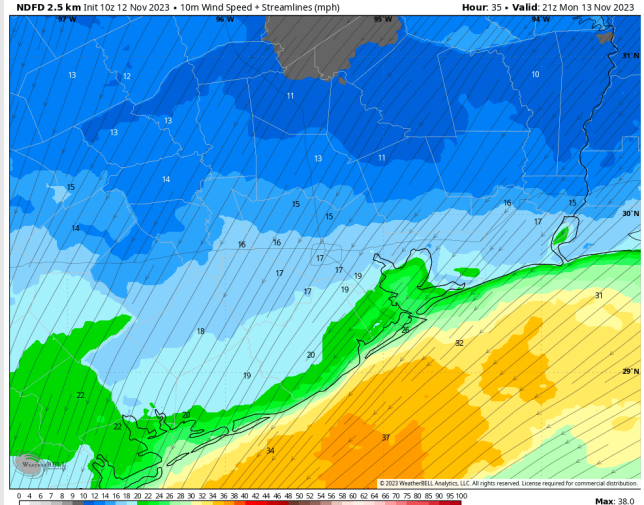 NDFD 2.5 km Init 10z 12 Nov 2023 • 10m Wind Speed + Streamlines (mph)
Hour: 35 • Valid: 21z Mon 13 Nov 2023
97°W 96°W 95°W 94°W
31°N
13 12 10
11
13 13
13 11
14
15
15 16 15
14 15 17 30°N
16 16
17
17 19
17 19
31
18 26
32
20
19 29°N
22
20
22
37
34
WeatherBELL
© 2023 WeatherBELL Analytics, LLC. All rights reserved. License required for commercial distribution.
0 4 6 7 8 9 10 12 14 16 18 20 22 24 26 28 30 32 34 36 38 40 42 44 46 48 50 52 54 56 58 60 65 70 75 80 85 90 95 100
Max: 38.0